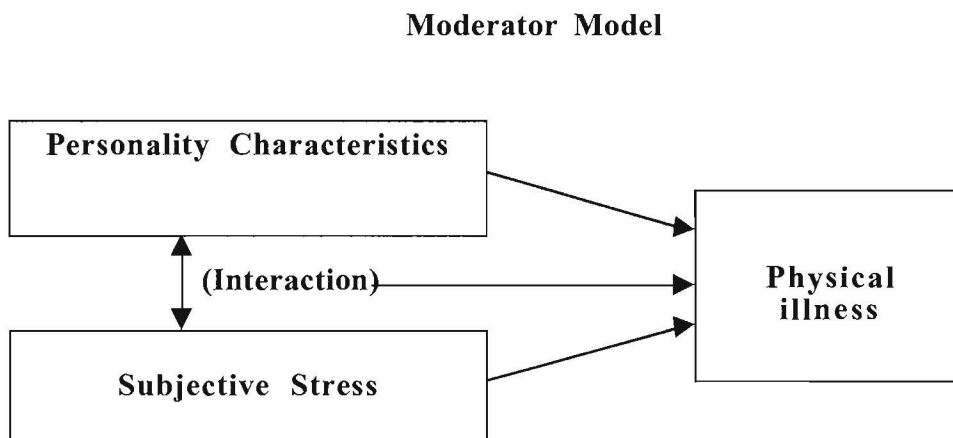 Moderator Model
Personality Characteristics
(Interaction)
Physical
illness
Subjective Stress